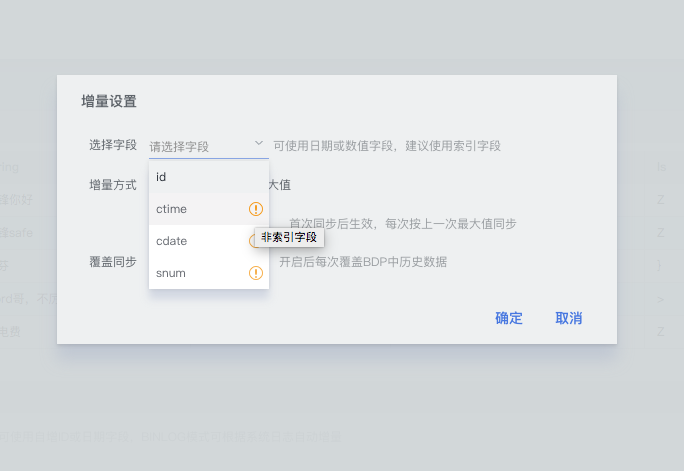 增量设置
选择字段 请选择字段 可使用日期或数值字段，建议使用索引字段
id
增量方式 大值
ctime
首次同步后生效，每次按上一次最大值同步
cdate 非索引字段
覆盖同步 开启后每次覆盖BDP中历史数据
snum
确定 取消